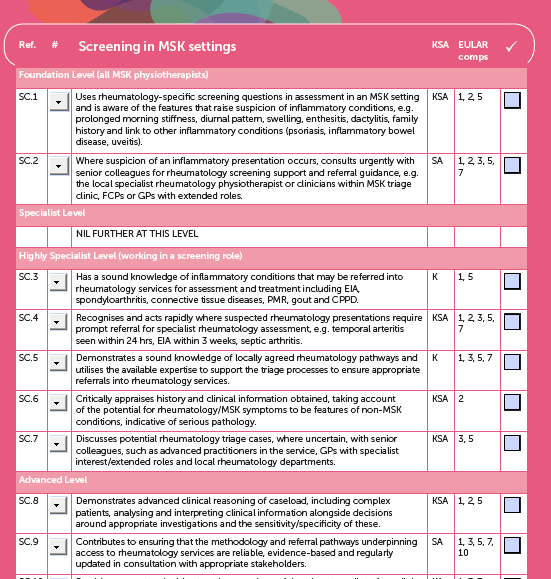 Ref. # Screening in MSK settings KSA EULAR comps ✓
Foundation Level (all MSK physiotherapists)
SC.1 Uses rheumatology-specific screening questions in assessment in an MSK setting KSA 1, 2, 5
and is aware of the features that raise suspicion of inflammatory conditions, e.g.
prolonged morning stiffness, diurnal pattern, swelling, enthesitis, dactylitis, family
history and link to other inflammatory conditions (psoriasis, inflammatory bowel
disease, uveitis).
SC.2 Where suspicion of an inflammatory presentation occurs, consults urgently with SA 1, 2, 3, 5,
senior colleagues for rheumatology screening support and referral guidance, e.g. 7
the local specialist rheumatology physiotherapist or clinicians within MSK triage
clinic, FCPs or GPs with extended roles.
Specialist Level
NIL FURTHER AT THIS LEVEL
Highly Specialist Level (working in a screening role)
SC.3 Has a sound knowledge of inflammatory conditions that may be referred into K 1, 5
rheumatology services for assessment and treatment including EIA,
spondyloarthritis, connective tissue diseases, PMR, gout and CPPD.
SC.4 Recognises and acts rapidly where suspected rheumatology presentations require KSA 1, 2, 3, 5,
prompt referral for specialist rheumatology assessment, e.g. temporal arteritis 7
seen within 24 hrs, EIA within 3 weeks, septic arthritis.
SC.5 Demonstrates a sound knowledge of locally agreed rheumatology pathways and K 1, 3, 5, 7
utilises the available expertise to support the triage processes to ensure appropriate
referrals into rheumatology services.
SC.6 Critically appraises history and clinical information obtained, taking account KSA 2
of the potential for rheumatology/MSK symptoms to be features of non-MSK
conditions, indicative of serious pathology.
SC.7 Discusses potential rheumatology triage cases, where uncertain, with senior KSA 3, 5
colleagues, such as advanced practitioners in the service, GPs with specialist
interest/extended roles and local rheumatology departments.
Advanced Level
SC.8 Demonstrates advanced clinical reasoning of caseload, including complex KSA 1, 2, 5
patients, analysing and interpreting clinical information alongside decisions
around appropriate investigations and the sensitivity/specificity of these.
SC.9 Contributes to ensuring that the methodology and referral pathways underpinning SA 1, 3, 5, 7,
access to rheumatology services are reliable, evidence-based and regularly 10
updated in consultation with appropriate stakeholders.